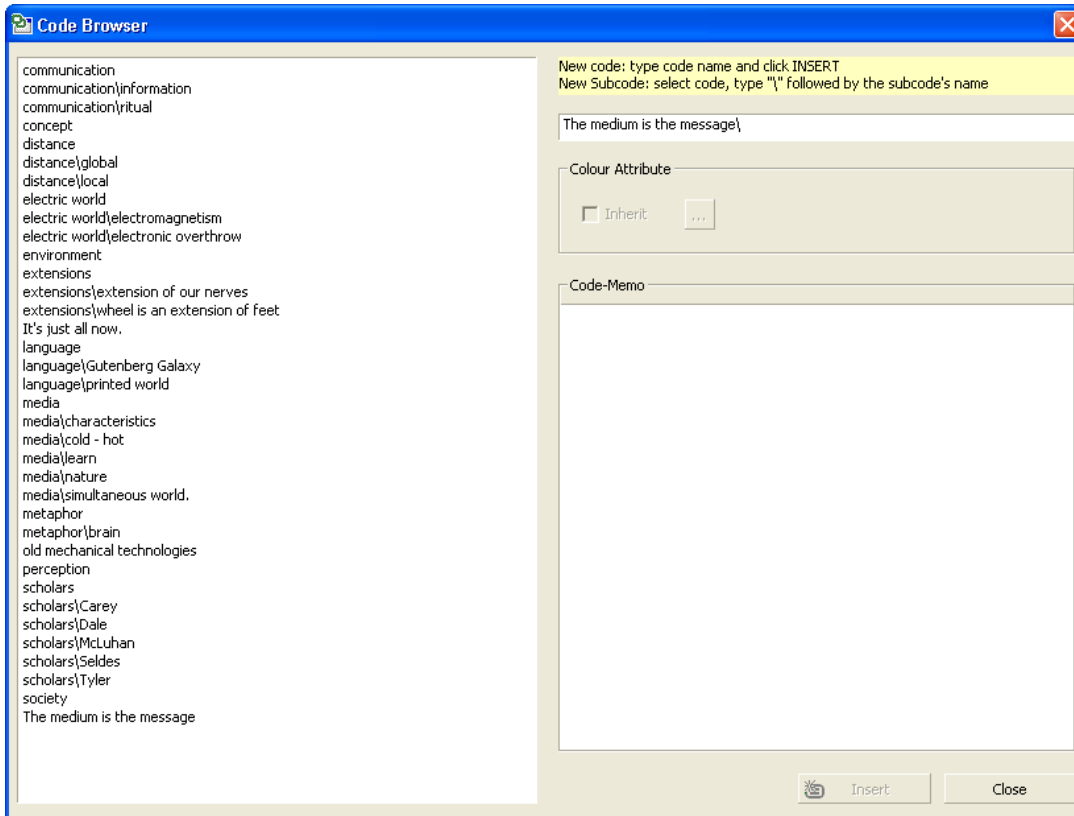 Code Browser
communication
communication\information
communication\ritual
concept
distance
distance\global
distance\local
electric world
electric world\electromagnetism
electric world\electronic overthrow
environment
extensions
extensions\extension of our nerves
extensions\wheel is an extension of feet
It's just all now.
language
language\Gutenberg Galaxy
language\printed world
media
media\characteristics
media\cold - hot
media\learn
media\nature
media\simultaneous world.
metaphor
metaphor\brain
old mechanical technologies
perception
scholars
scholars\Carey
scholars\Dale
scholars\McLuhan
scholars\Seldes
scholars\Tyler
society
The medium is the message
New code: type code name and click INSERT
New Subcode: select code, type "\" followed by the subcode's name
The medium is the message\
Colour Attribute
Inherit
...
Code-Memo
Insert
Close